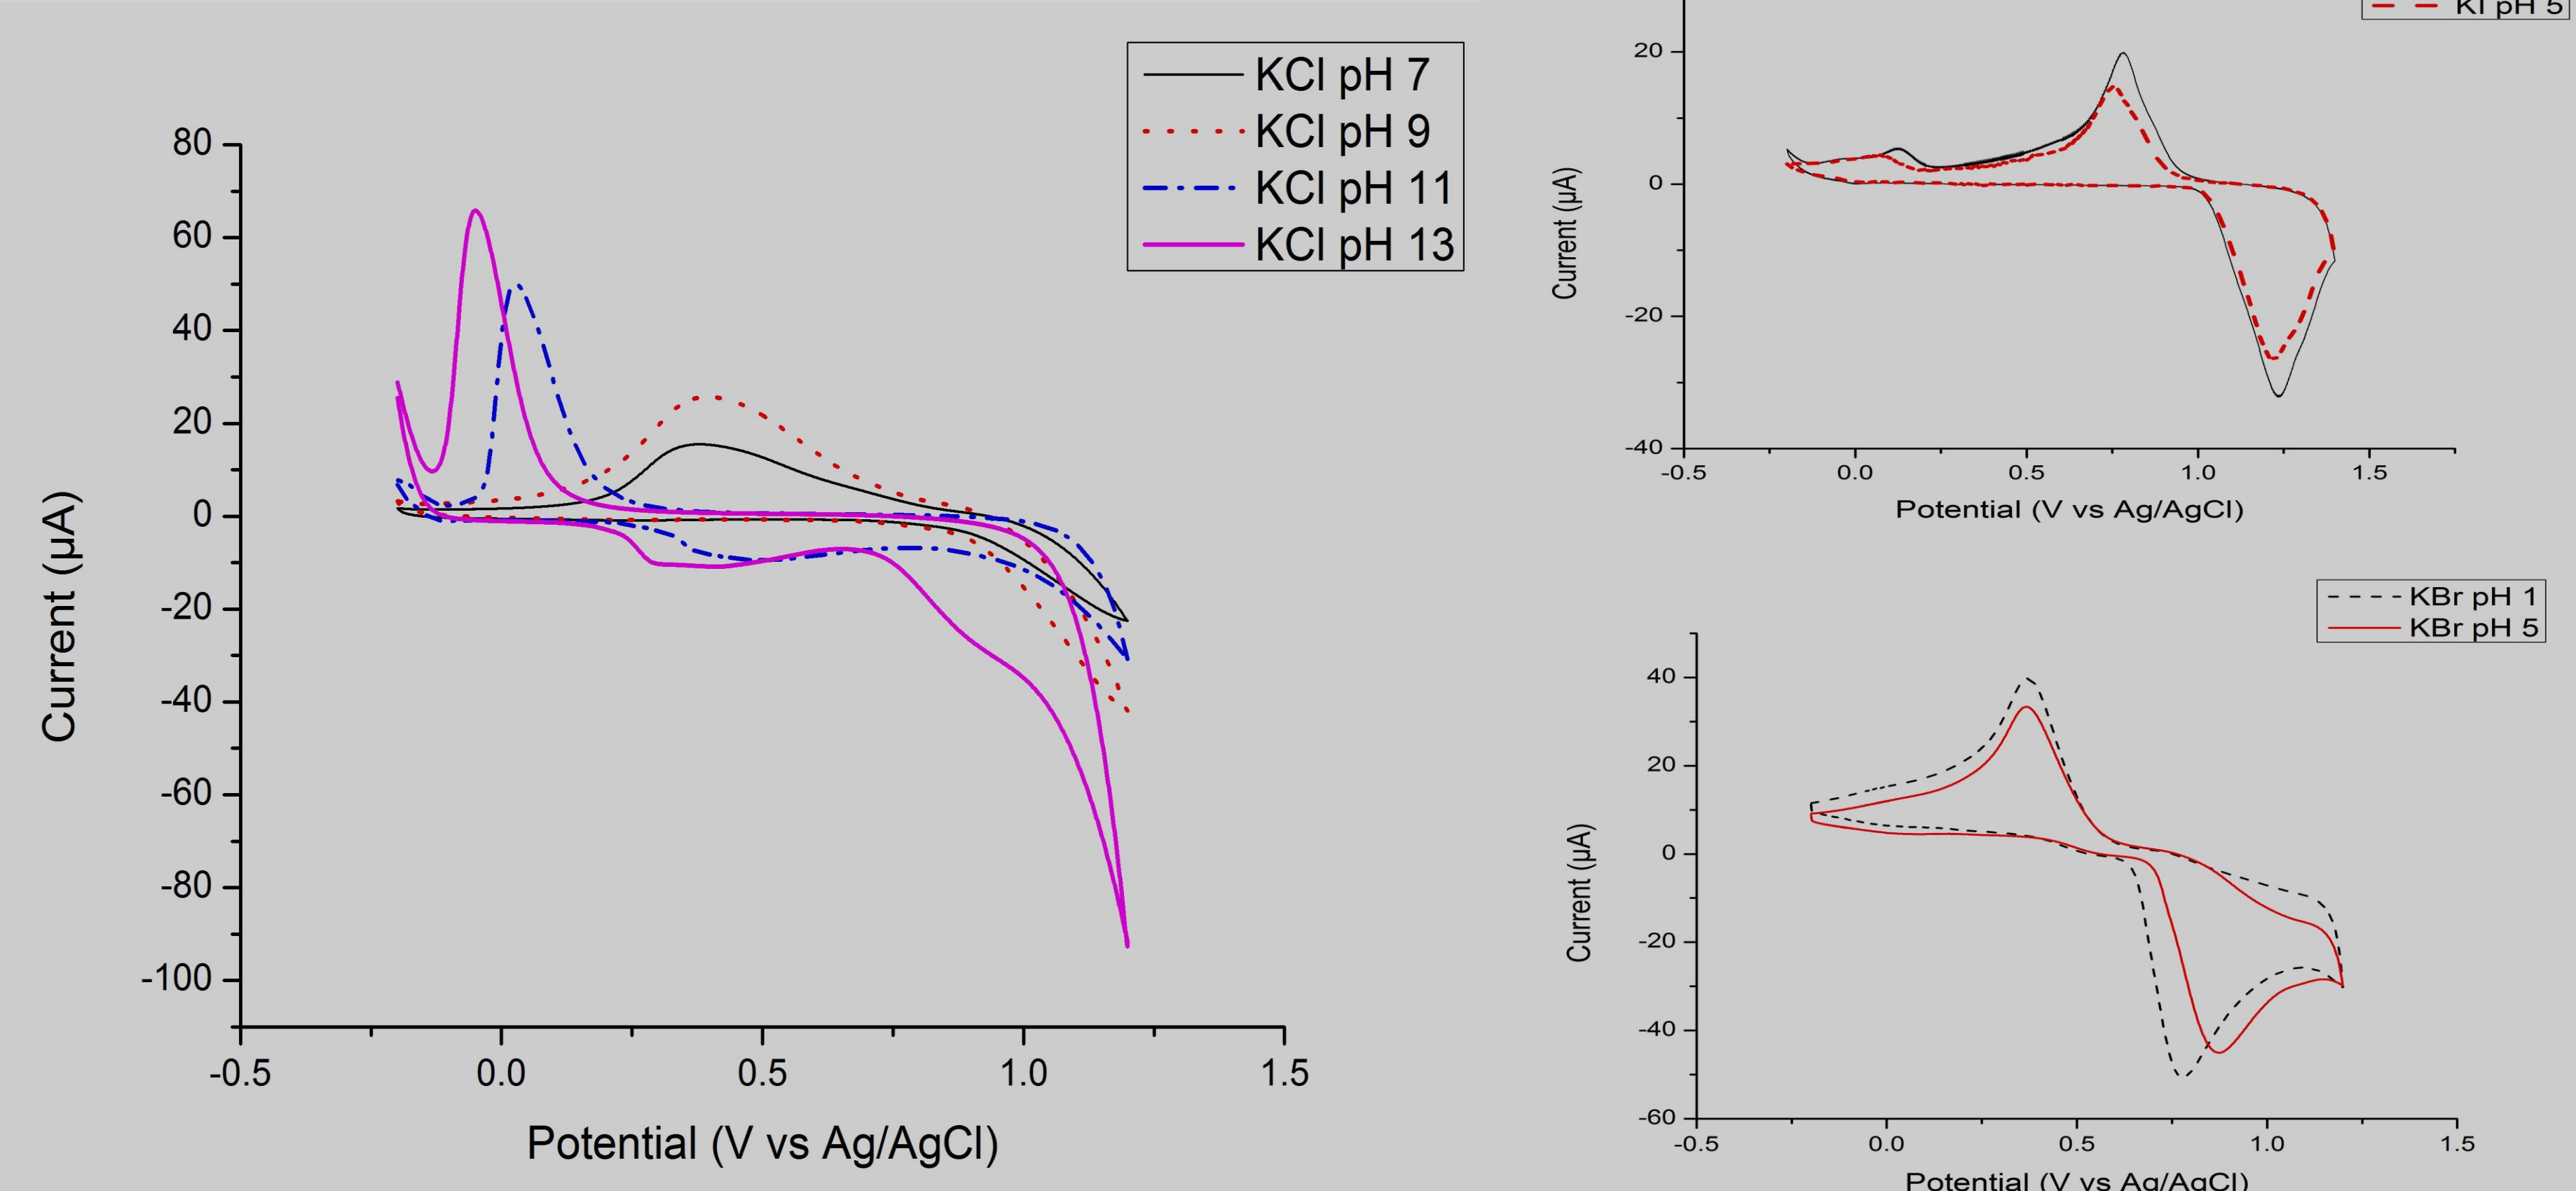 KCl pH 7
KCl pH 9
KCl pH 11
KCl pH 13
80
60
40
20
0
-20
-40
-60
-80
-100
-0.5 0.0 0.5 1.0 1.5
Current (µA)
Potential (V vs Ag/AgCl)
KI pH 5
20
0
-20
-40
-0.5 0.0 0.5 1.0 1.5
Current (µA)
Potential (V vs Ag/AgCl)
KBr pH 1
KBr pH 5
40
20
0
-20
-40
-60
-0.5 0.0 0.5 1.0 1.5
Current (µA)
Potential (V vs Ag/AgCl)